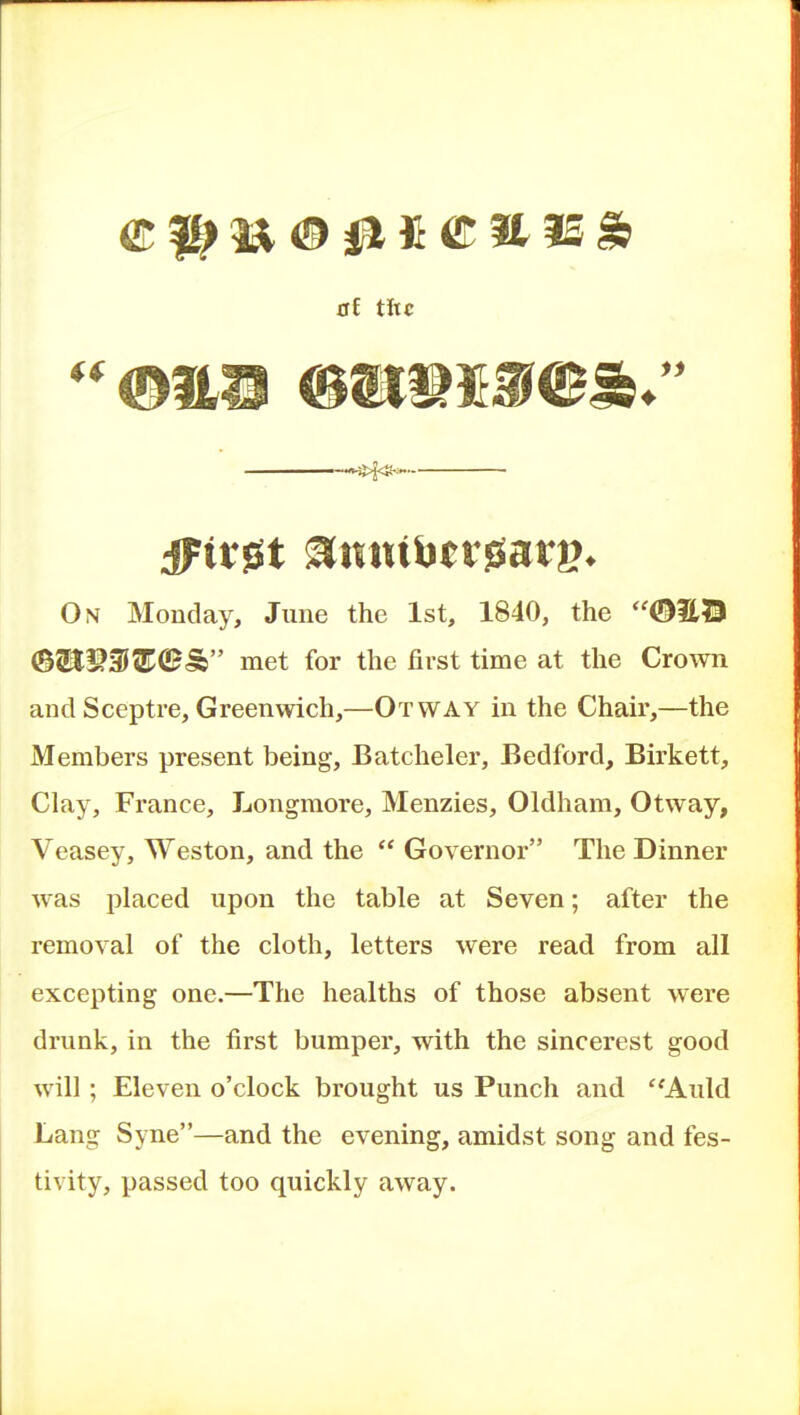 CHRONICLES
of the
“OLD GUYITES.”
First Anniversary.
On Monday, June the 1st, 1840, the “OLD
GUYITES” met for the first time at the Crown
and Sceptre, Greenwich,—Otway in the Chair,—the
Members present being, Batcheler, Bedford, Birkett,
Clay, France, Longmore, Menzies, Oldham, Otway,
Veasey, Weston, and the “ Governor” The Dinner
was placed upon the table at Seven; after the
removal of the cloth, letters were read from all
excepting one.—The healths of those absent were
drunk, in the first bumper, with the sincerest good
will ; Eleven o’clock brought us Punch and “Auld
Lang Syne”—and the evening, amidst song and fes-
tivity, passed too quickly away.